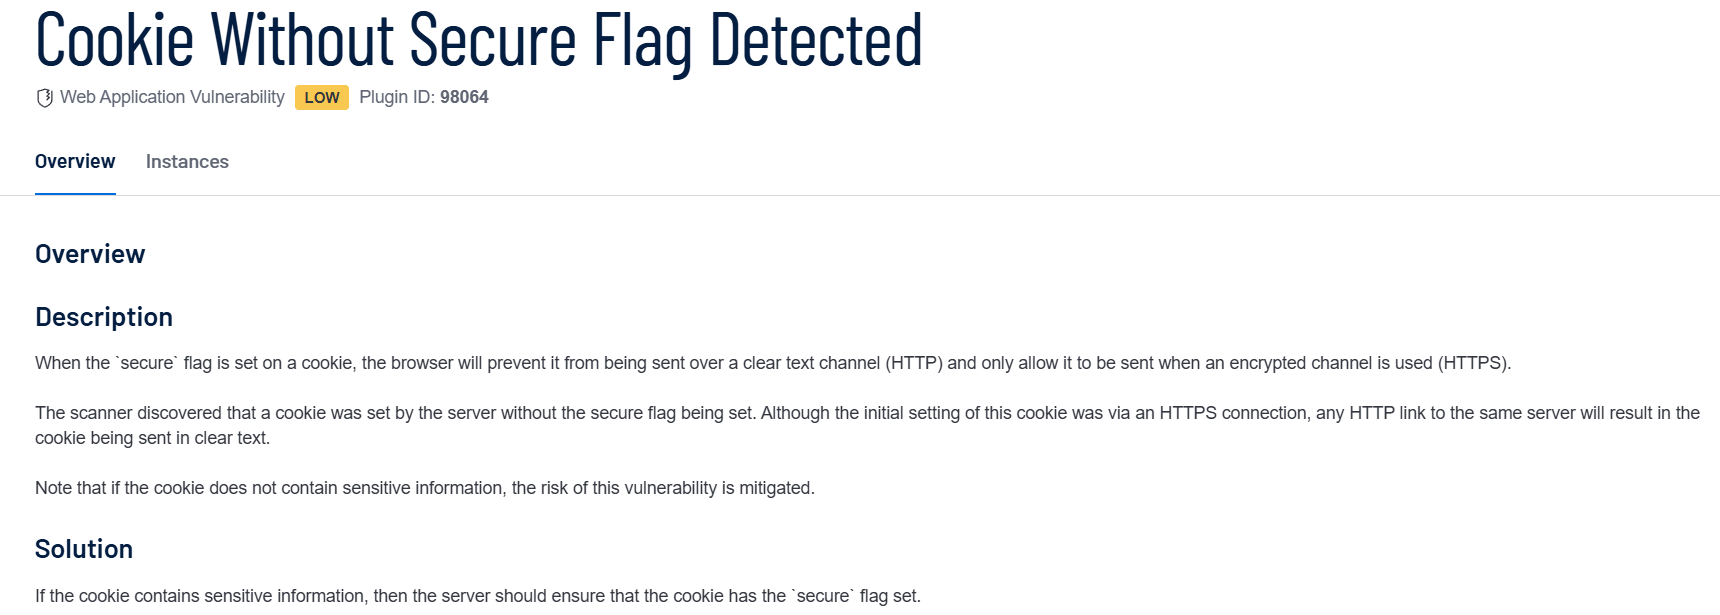 Cookie Without Secure Flag Detected
Web Application Vulnerability LOW Plugin ID: 98064
Overview Instances
Overview
Description
When the `secure` flag is set on a cookie, the browser will prevent it from being sent over a clear text channel (HTTP) and only allow it to be sent when an encrypted channel is used (HTTPS).
The scanner discovered that a cookie was set by the server without the secure flag being set. Although the initial setting of this cookie was via an HTTPS connection, any HTTP link to the same server will result in the
cookie being sent in clear text.
Note that if the cookie does not contain sensitive information, the risk of this vulnerability is mitigated.
Solution
If the cookie contains sensitive information, then the server should ensure that the cookie has the `secure` flag set.